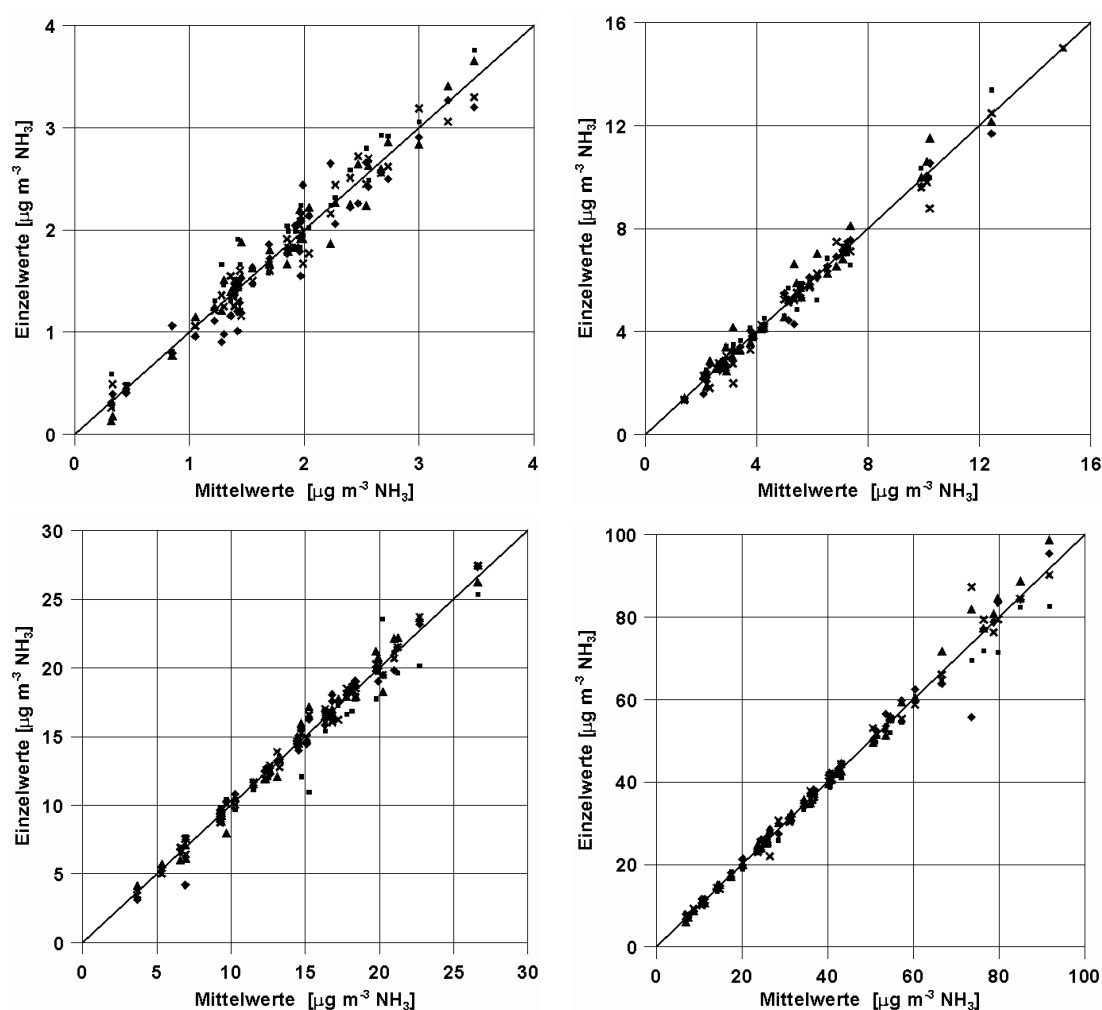 4
3
2
1
0
0 1 2 3 4
Einzelwerte [µg m⁻³ NH₃]
Mittelwerte [µg m⁻³ NH₃]
16
12
8
4
0
0 4 8 12 16
Einzelwerte [µg m⁻³ NH₃]
Mittelwerte [µg m⁻³ NH₃]
30
25
20
15
10
5
0
0 5 10 15 20 25 30
Einzelwerte [µg m⁻³ NH₃]
Mittelwerte [µg m⁻³ NH₃]
100
80
60
40
20
0
0 20 40 60 80 100
Einzelwerte [µg m⁻³ NH₃]
Mittelwerte [µg m⁻³ NH₃]